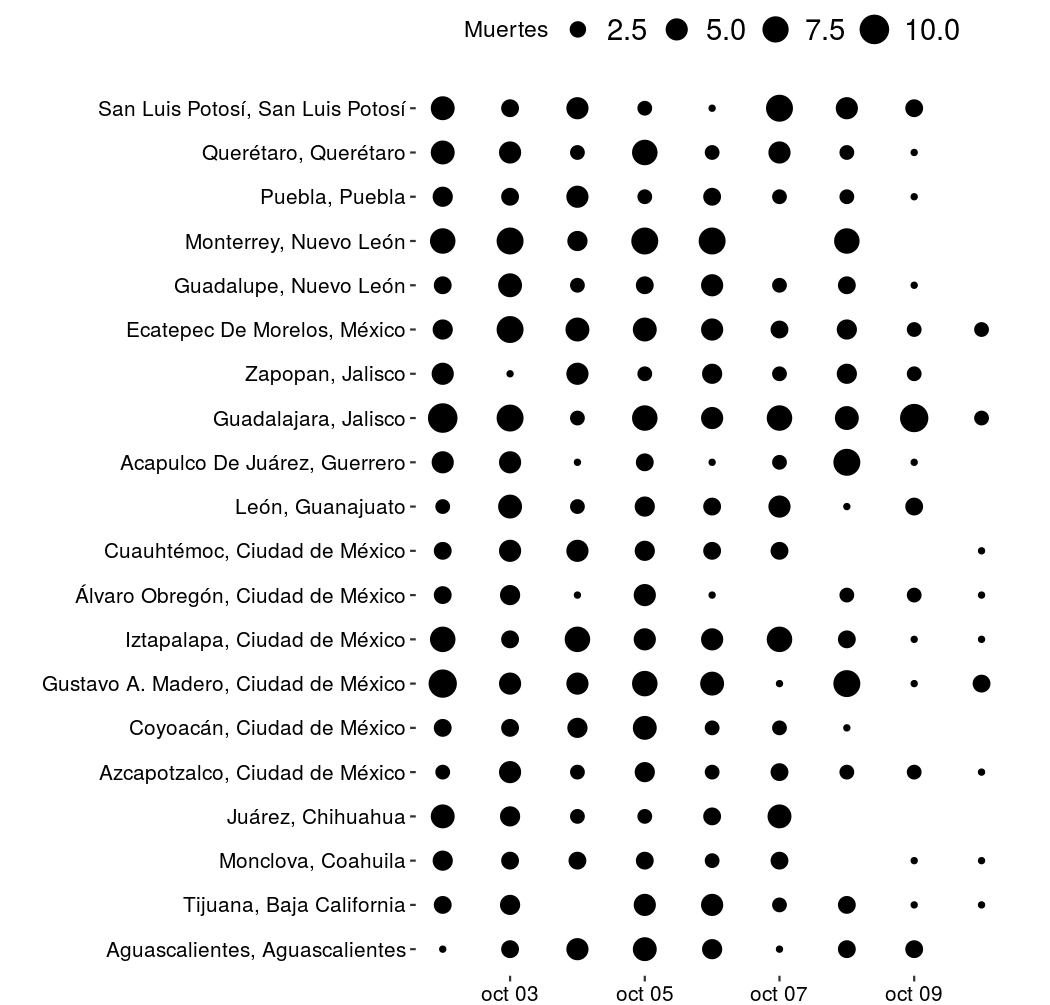 Muertes 2.5 5.0 7.5 10.0
San Luis Potosí, San Luis Potosí
Querétaro, Querétaro
Puebla, Puebla
Monterrey, Nuevo León
Guadalupe, Nuevo León
Ecatepec De Morelos, México
Zapopan, Jalisco
Guadalajara, Jalisco
Acapulco De Juárez, Guerrero
León, Guanajuato
Cuauhtémoc, Ciudad de México
Álvaro Obregón, Ciudad de México
Iztapalapa, Ciudad de México
Gustavo A. Madero, Ciudad de México
Coyoacán, Ciudad de México
Azcapotzalco, Ciudad de México
Juárez, Chihuahua
Monclova, Coahuila
Tijuana, Baja California
Aguascalientes, Aguascalientes
oct 03 oct 05 oct 07 oct 09